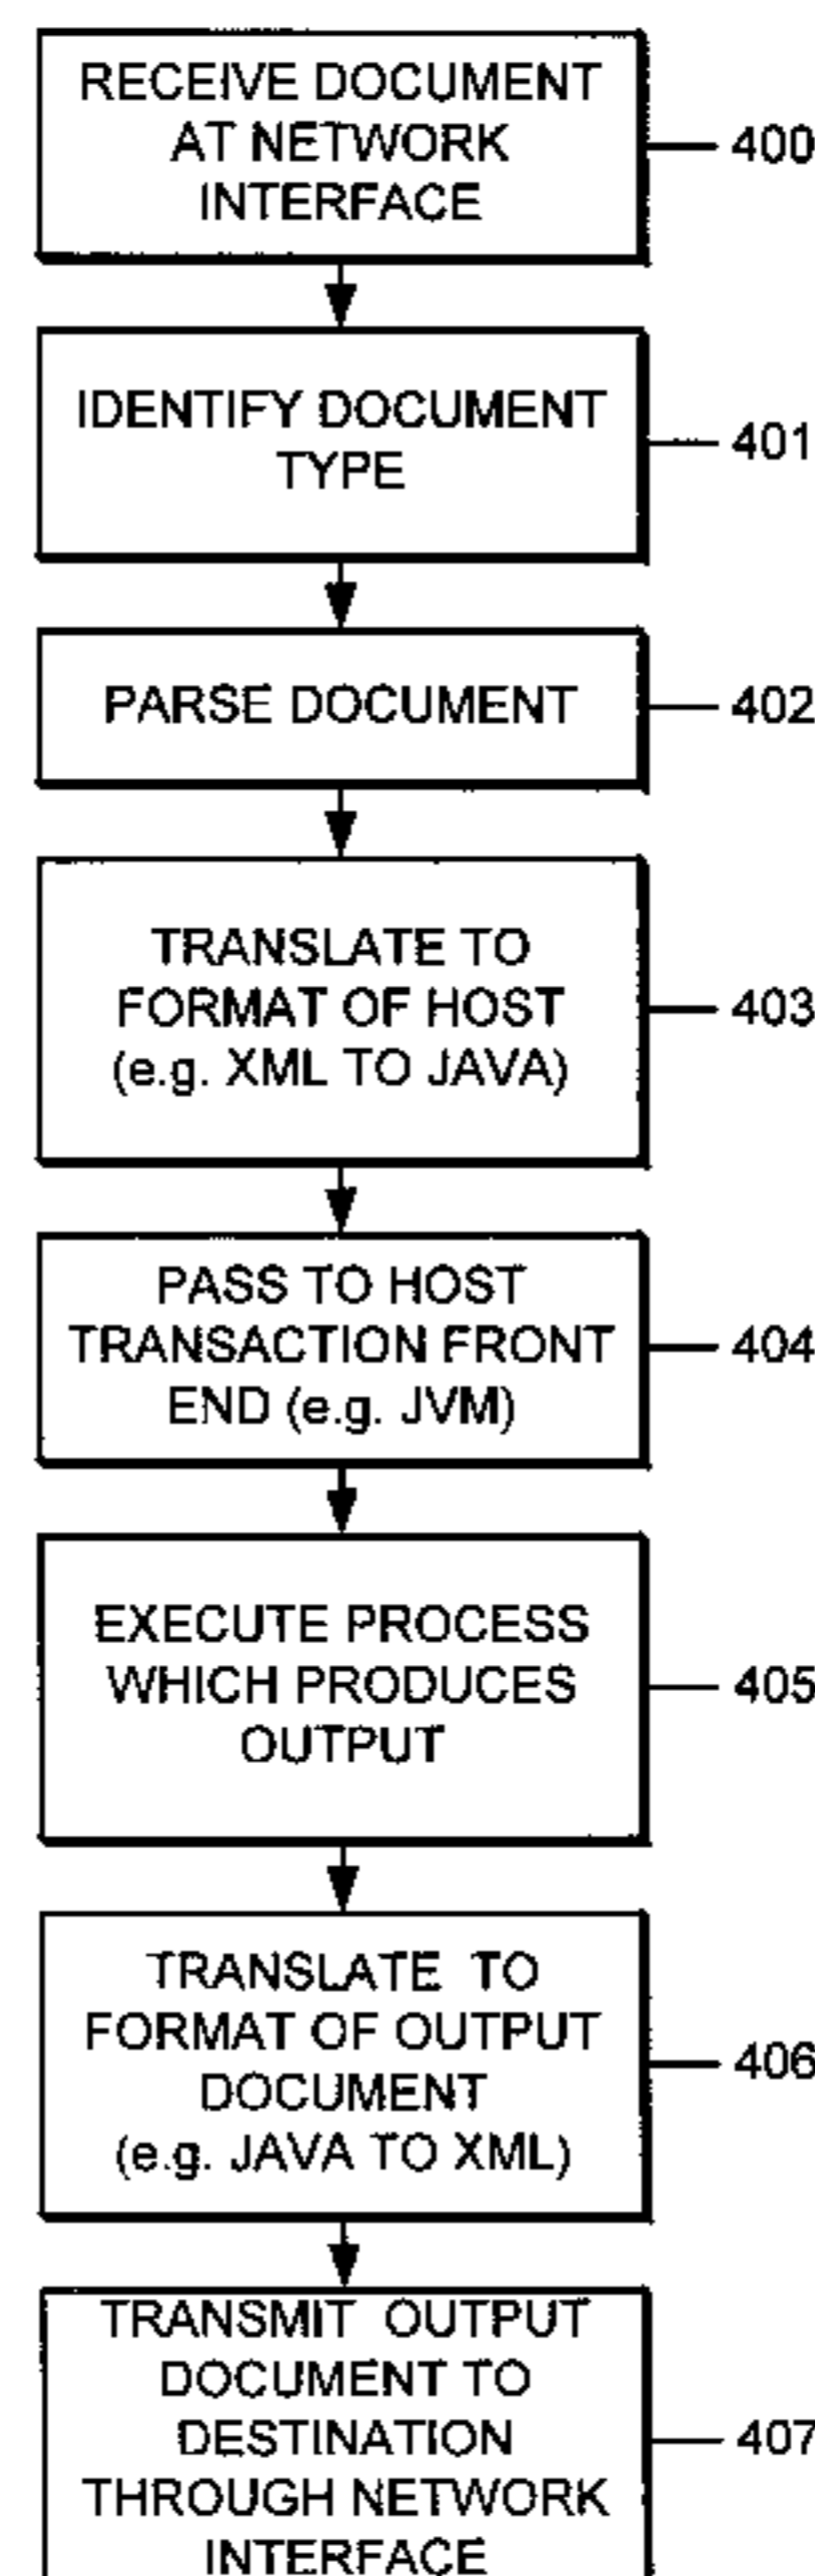 RECEIVE DOCUMENT
AT NETWORK
INTERFACE
400
IDENTIFY DOCUMENT
TYPE
401
PARSE DOCUMENT
402
TRANSLATE TO
FORMAT OF HOST
(e.g. XML TO JAVA)
403
PASS TO HOST
TRANSACTION FRONT
END (e.g. JVM)
404
EXECUTE PROCESS
WHICH PRODUCES
OUTPUT
405
TRANSLATE TO
FORMAT OF OUTPUT
DOCUMENT
(e.g. JAVA TO XML)
406
TRANSMIT OUTPUT
DOCUMENT TO
DESTINATION
THROUGH NETWORK
INTERFACE
407